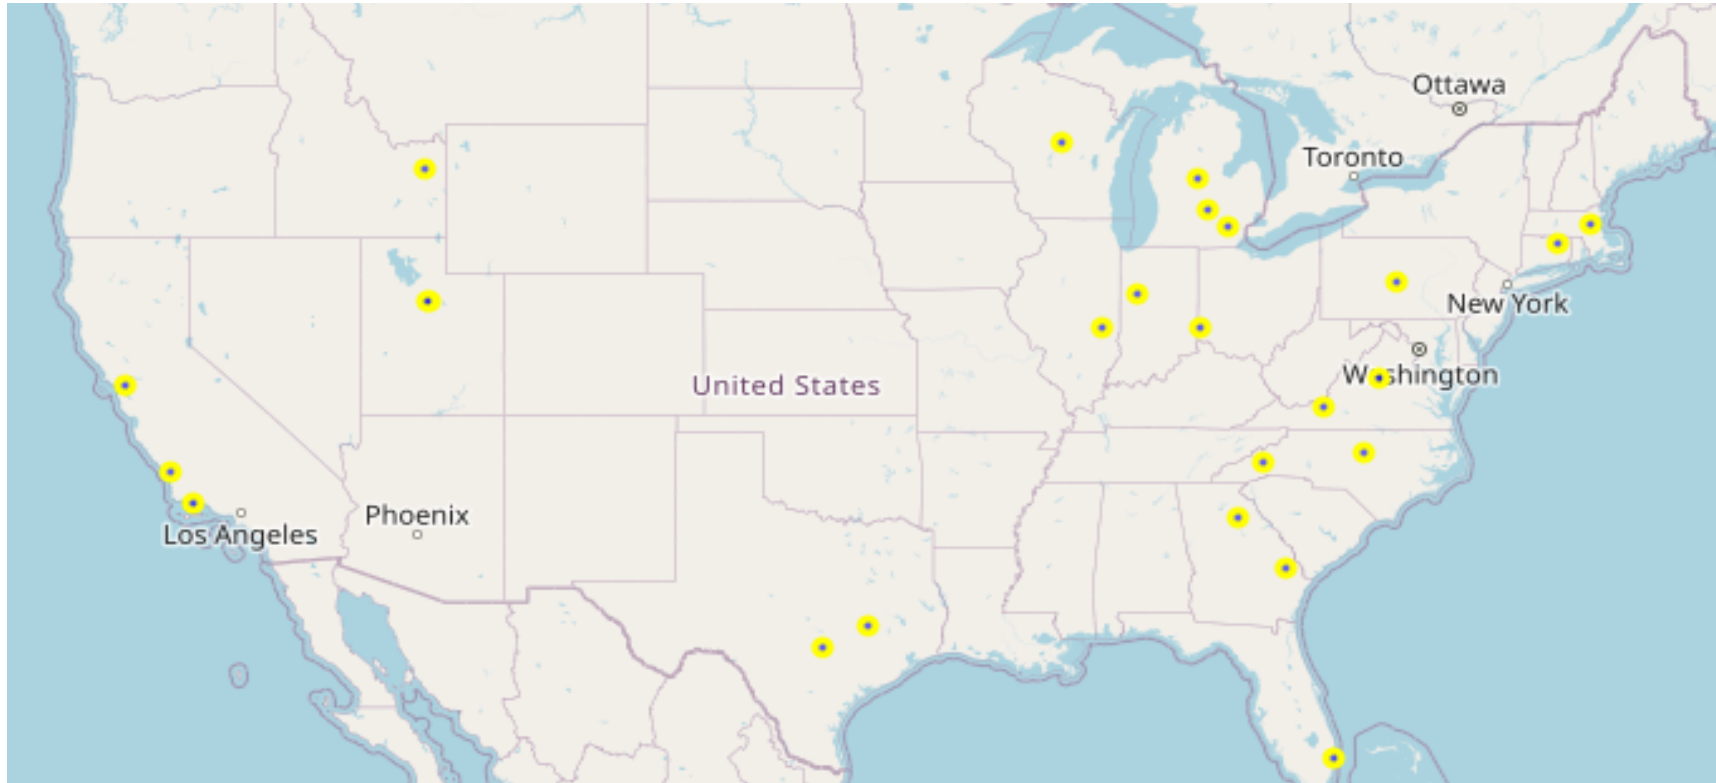 Ottawa
Toronto
New York
Washington
United States
Phoenix
Los Angeles